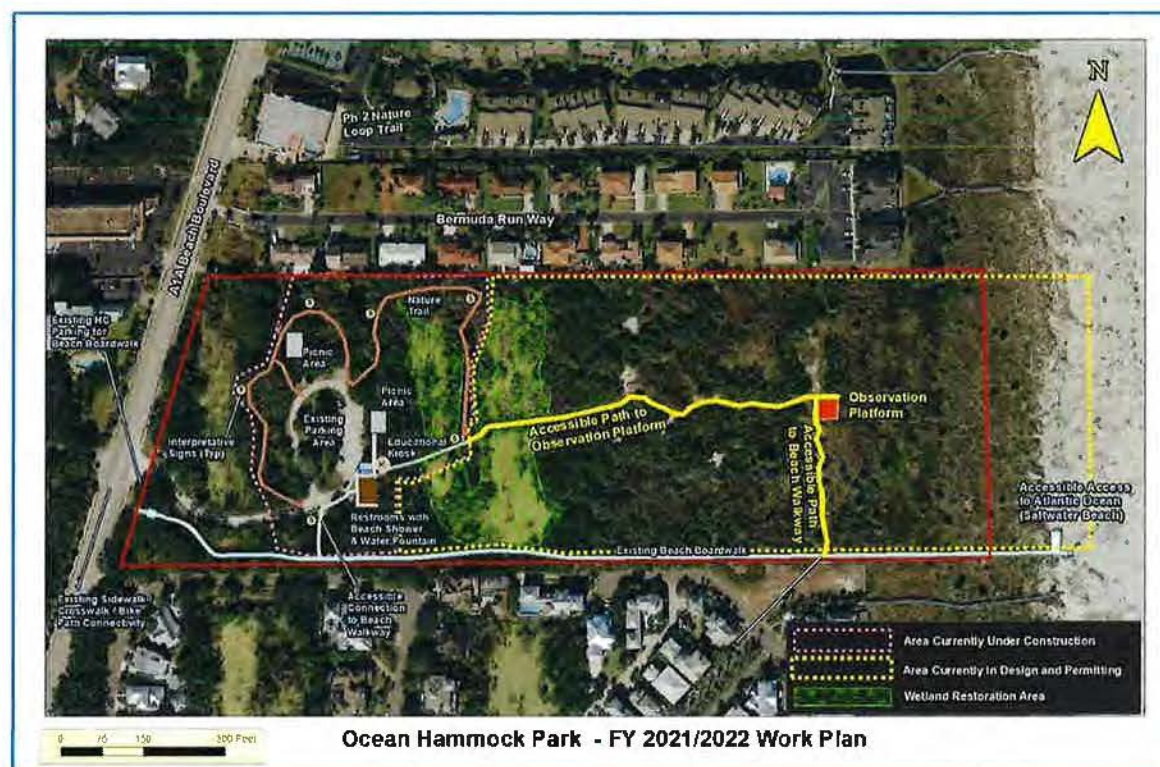 N
Ph 2 Nature
Loop Trail
A1A Beach Boulevard
Bermuda Run Way
Existing HC
Parking for
Beach Boardwalk
Nature
Trail
Picnic
Area
Picnic
Area
Existing
Parking
Area
Interpretative
Signs (Typ)
Educational
Kiosk
Accessible Path to
Observation Platform
Observation
Platform
Accessible Path
to Beach Walkway
Restrooms with
Beach Shower
& Water Fountain
Accessible Access
to Atlantic Ocean
(Saltwater Beach)
Existing Beach Boardwalk
Existing Sidewalk
Crosswalk / Bike
Path Connectivity
Accessible
Connection
to Beach
Walkway
Area Currently Under Construction
Area Currently In Design and Permitting
Wetland Restoration Area
0 75 150 300 Feet
Ocean Hammock Park - FY 2021/2022 Work Plan